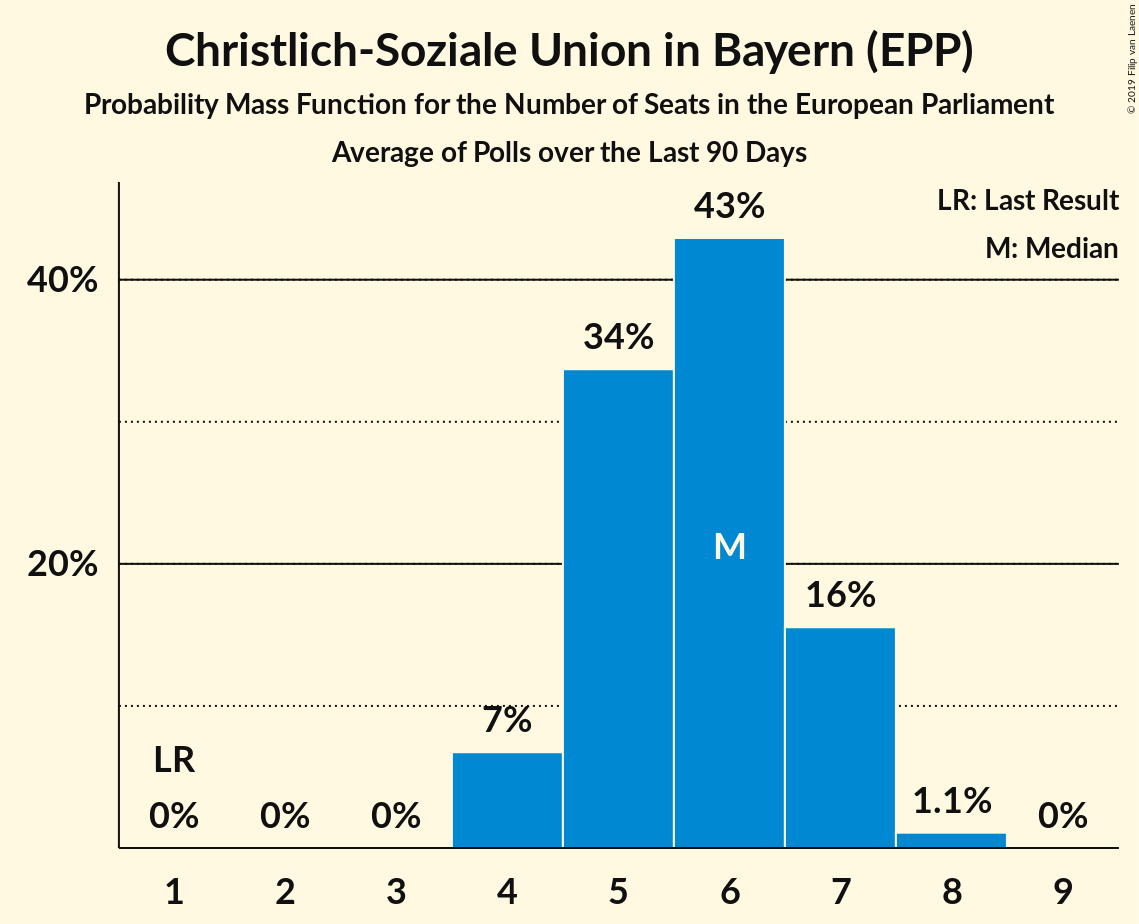 Christlich-Soziale Union in Bayern (EPP)
Probability Mass Function for the Number of Seats in the European Parliament
Average of Polls over the Last 90 Days
© 2019 Filip van Laenen
LR: Last Result
M: Median
43%
40%
34%
M
20%
16%
7%
LR
1.1%
0% 0% 0% 0%
1 2 3 4 5 6 7 8 9